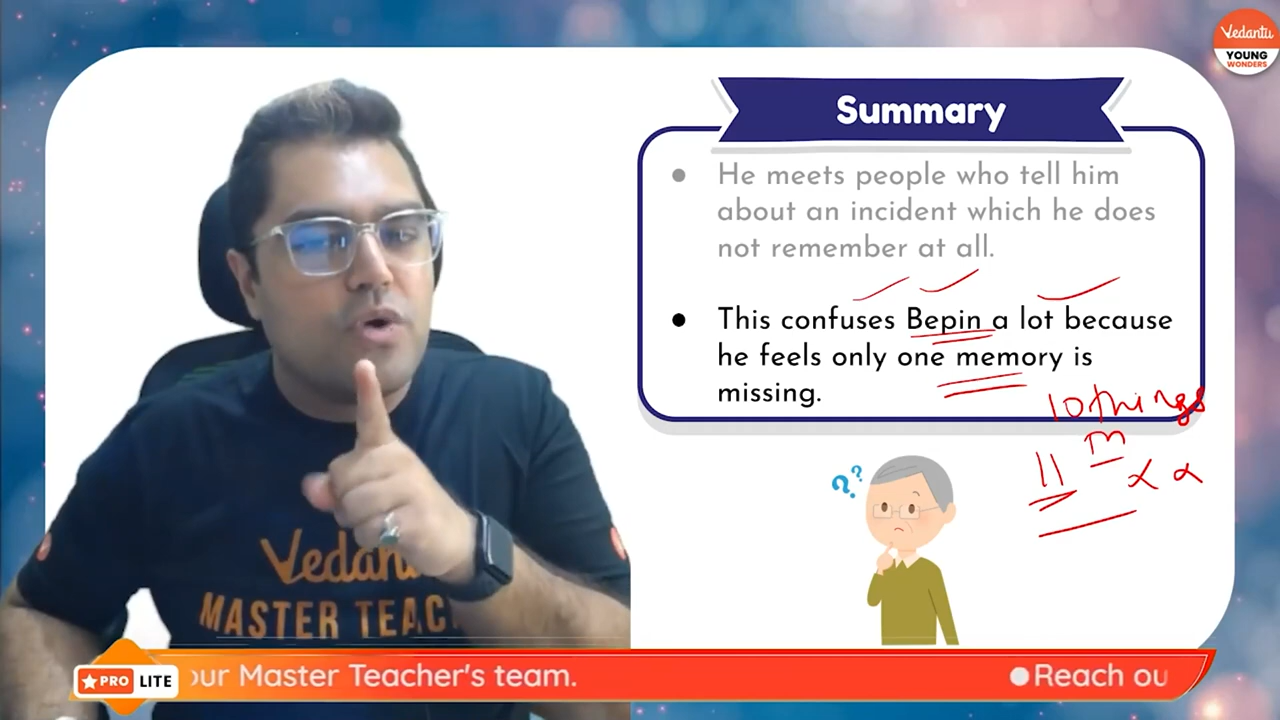 Vedantu
YOUNG
WONDERS
Summary
• He meets people who tell him
about an incident which he does
not remember at all.
• This confuses Bepin a lot because
he feels only one memory is
missing.
10 things
m
11
??
MASTER
PRO LITE
our Master Teacher's team.
Reach ou